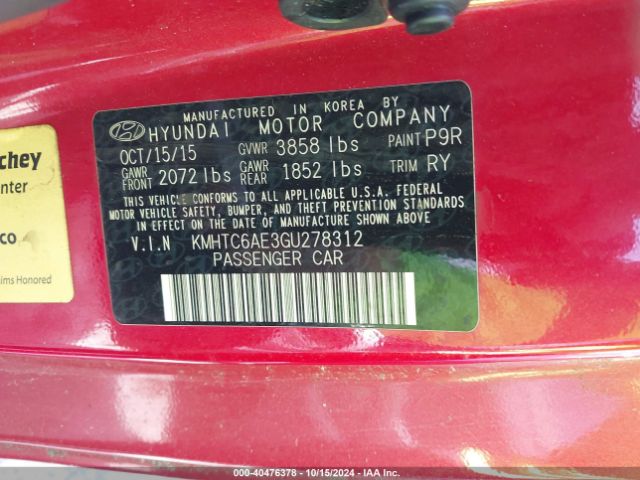 MANUFACTURED IN KOREA BY
HYUNDAI MOTOR COMPANY
OCT/15/15 GVWR 3858 lbs PAINT P9R
GAWR FRONT 2072 lbs GAWR REAR 1852 lbs TRIM RY
THIS VEHICLE CONFORMS TO ALL APPLICABLE U.S.A. FEDERAL
MOTOR VEHICLE SAFETY, BUMPER, AND THEFT PREVENTION STANDARDS
IN EFFECT ON THE DATE OF MANUFACTURE SHOWN ABOVE.
V.I.N KMHTC6AE3GU278312
PASSENGER CAR
chey
enter
co
ims Honored
000-40476378 - 10/15/2024 - IAA Inc.